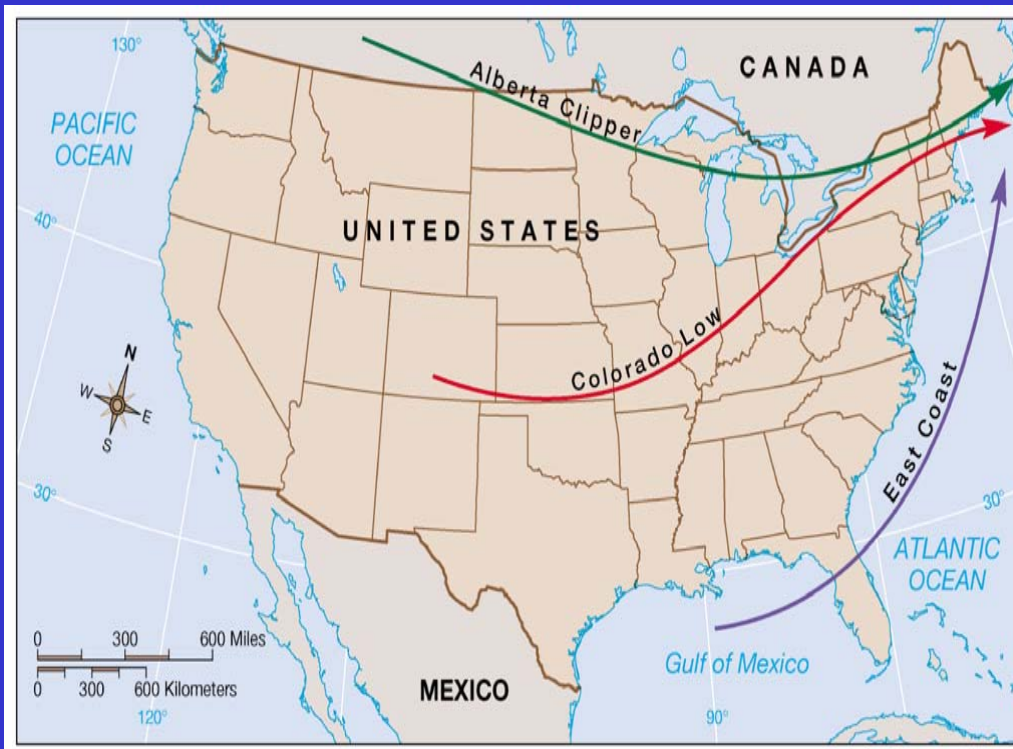 130°
CANADA
Alberta Clipper
PACIFIC
OCEAN
40°
UNITED STATES
Colorado Low
N
W
E
S
East Coast
30°
30°
ATLANTIC
OCEAN
0 300 600 Miles
0 300 600 Kilometers
Gulf of Mexico
MEXICO
120°
90°